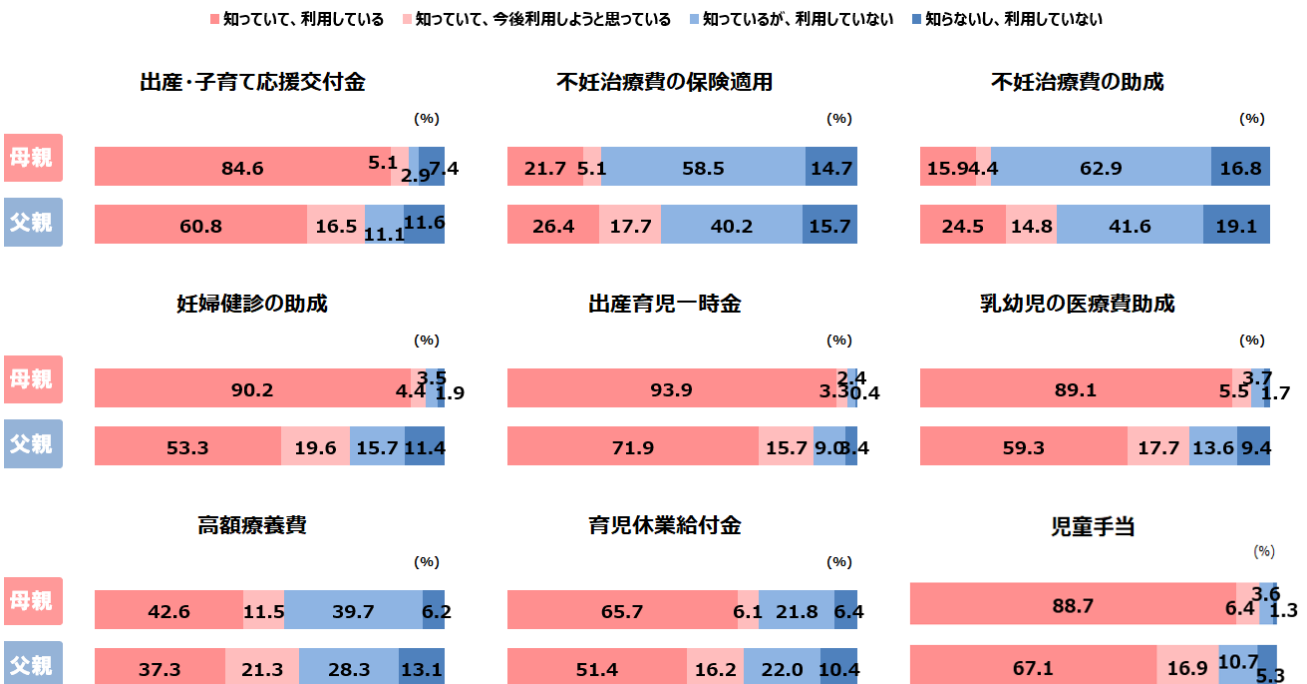 知っていて、利用している 知っていて、今後利用しようと思っている 知っているが、利用していない 知らないし、利用していない
出産・子育て応援交付金 不妊治療費の保険適用 不妊治療費の助成
(%) (%) (%)
母親 84.6 5.1 2.9 7.4 21.7 5.1 58.5 14.7 15.9 4.4 62.9 16.8
父親 60.8 16.5 11.1 11.6 26.4 17.7 40.2 15.7 24.5 14.8 41.6 19.1
妊婦健診の助成 出産育児一時金 乳幼児の医療費助成
(%) (%) (%)
母親 90.2 4.4 3.5 1.9 93.9 3.3 2.4 0.4 89.1 5.5 3.7 1.7
父親 53.3 19.6 15.7 11.4 71.9 15.7 9.0 3.4 59.3 17.7 13.6 9.4
高額療養費 育児休業給付金 児童手当
(%) (%) (%)
母親 42.6 11.5 39.7 6.2 65.7 6.1 21.8 6.4 88.7 6.4 3.6 1.3
父親 37.3 21.3 28.3 13.1 51.4 16.2 22.0 10.4 67.1 16.9 10.7 5.3